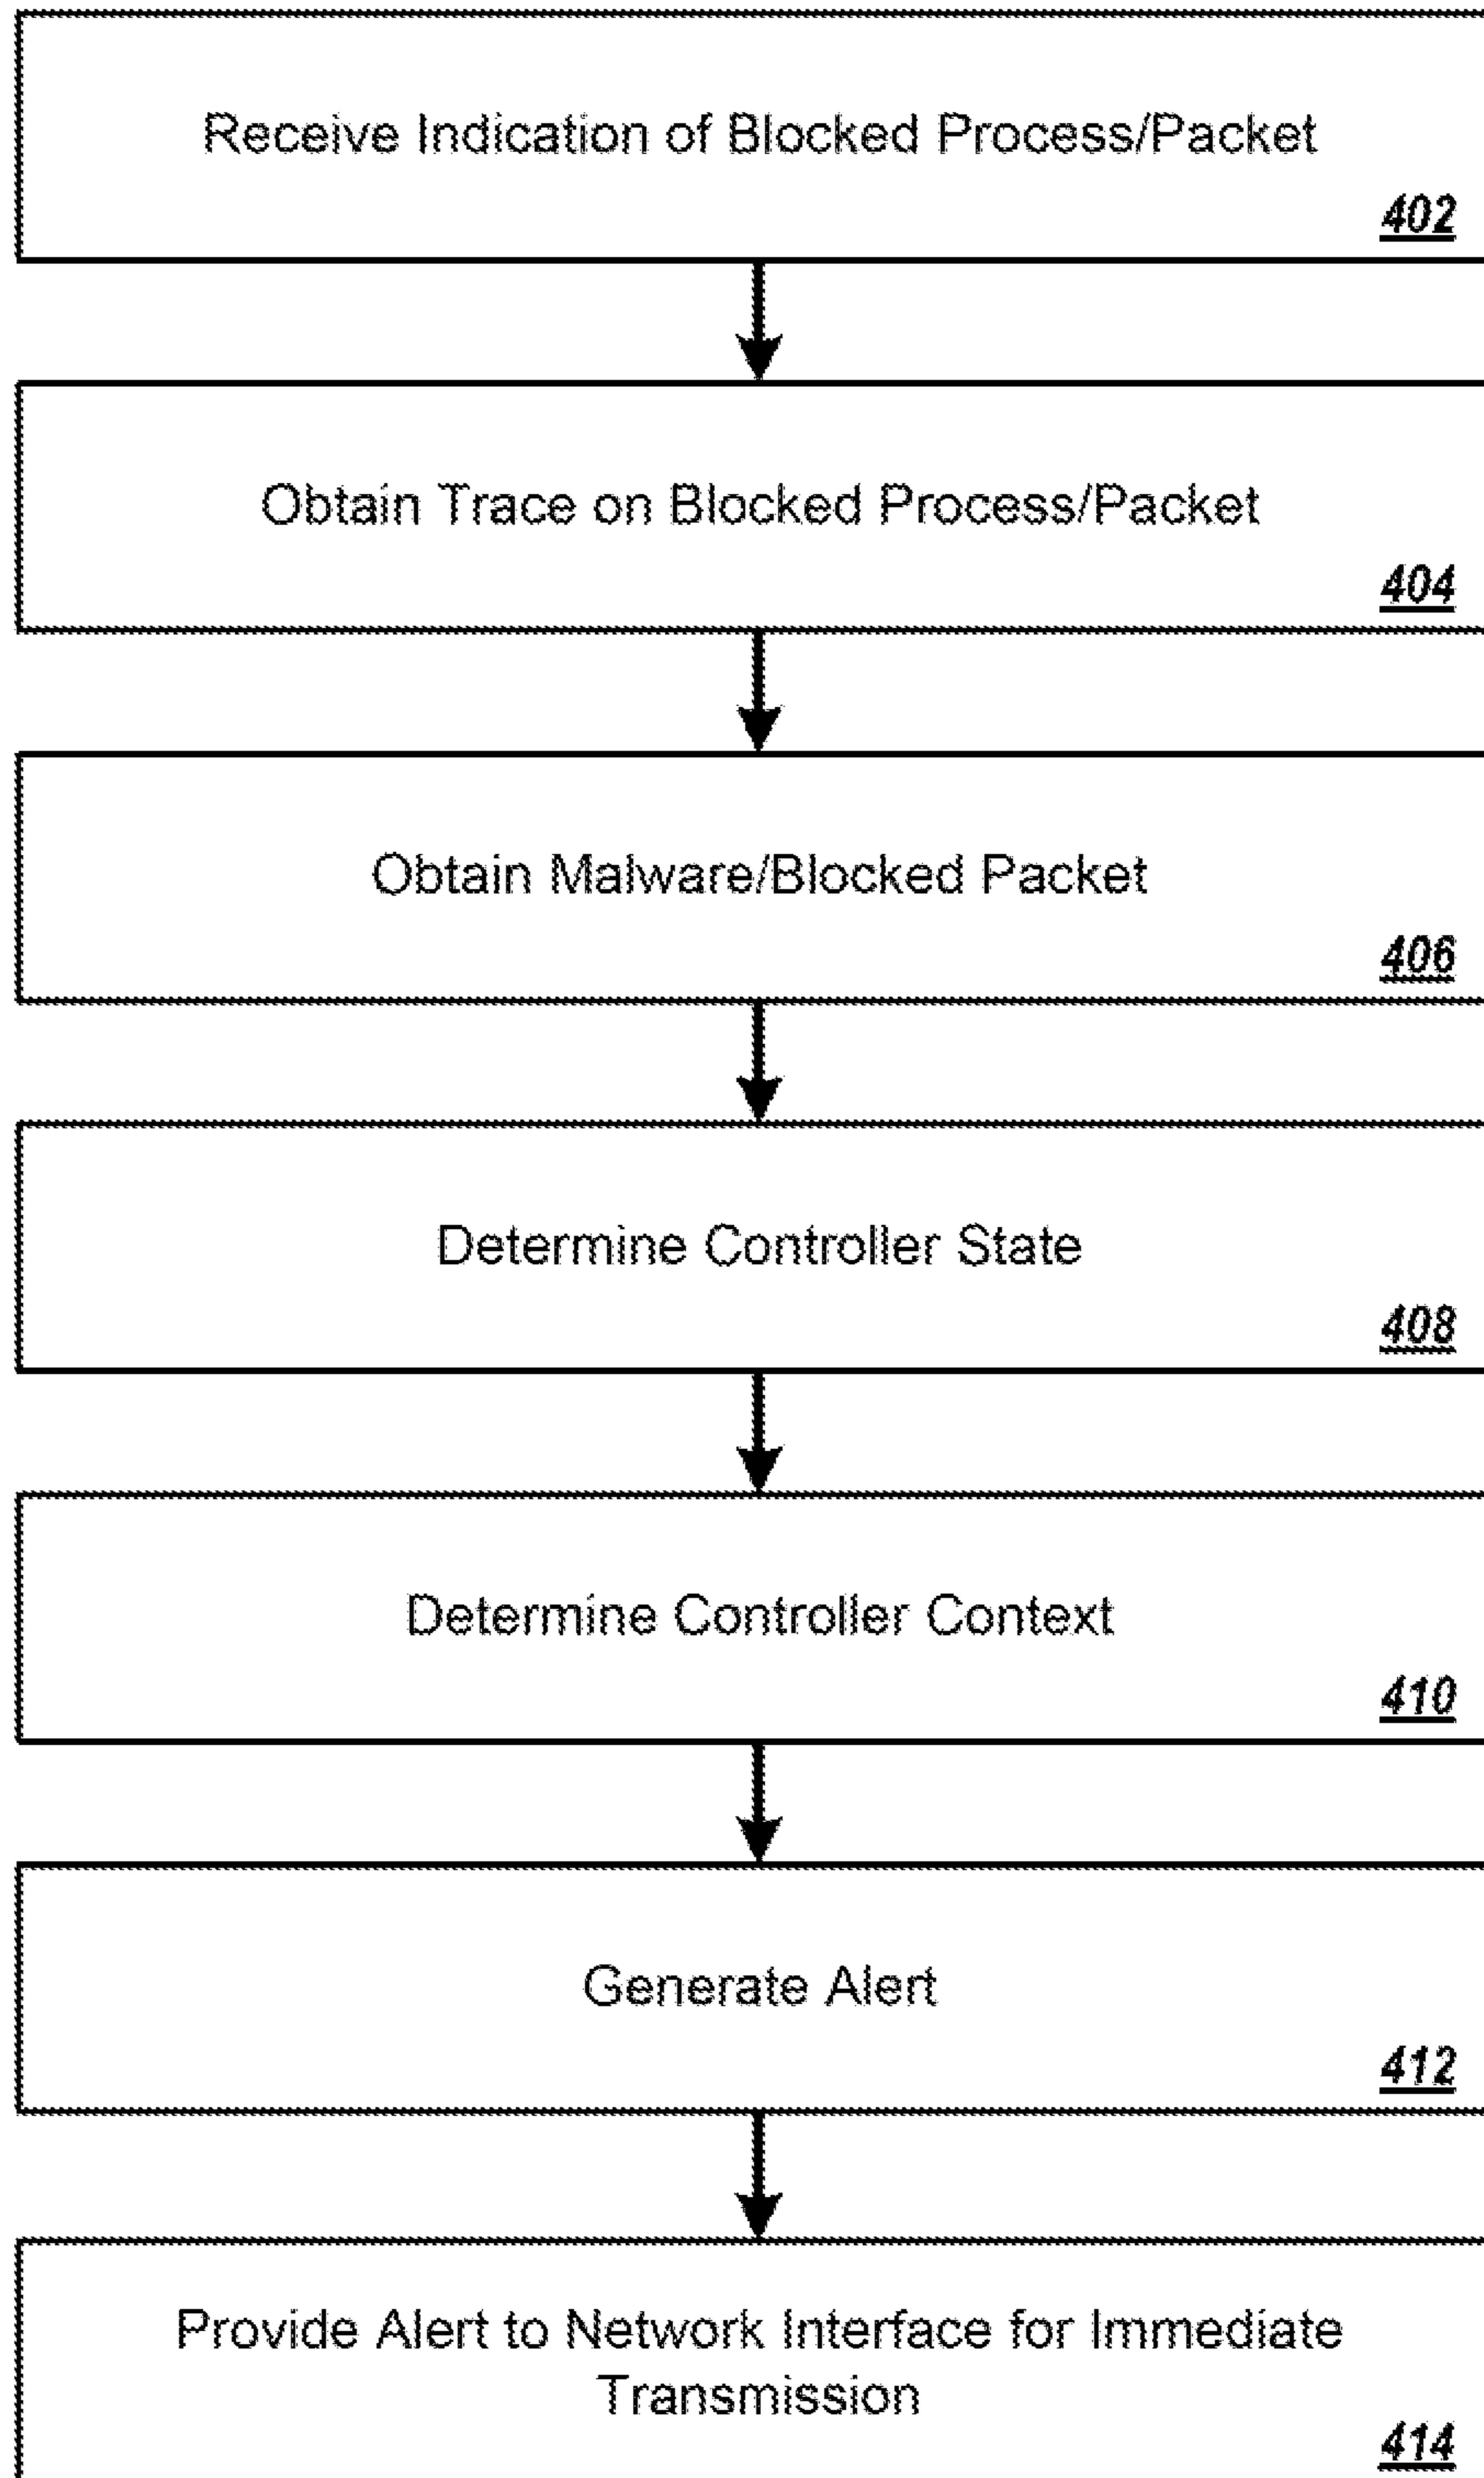 Receive Indication of Blocked Process/Packet
402
Obtain Trace on Blocked Process/Packet
404
Obtain Malware/Blocked Packet
406
Determine Controller State
408
Determine Controller Context
410
Generate Alert
412
Provide Alert to Network Interface for Immediate
Transmission
414